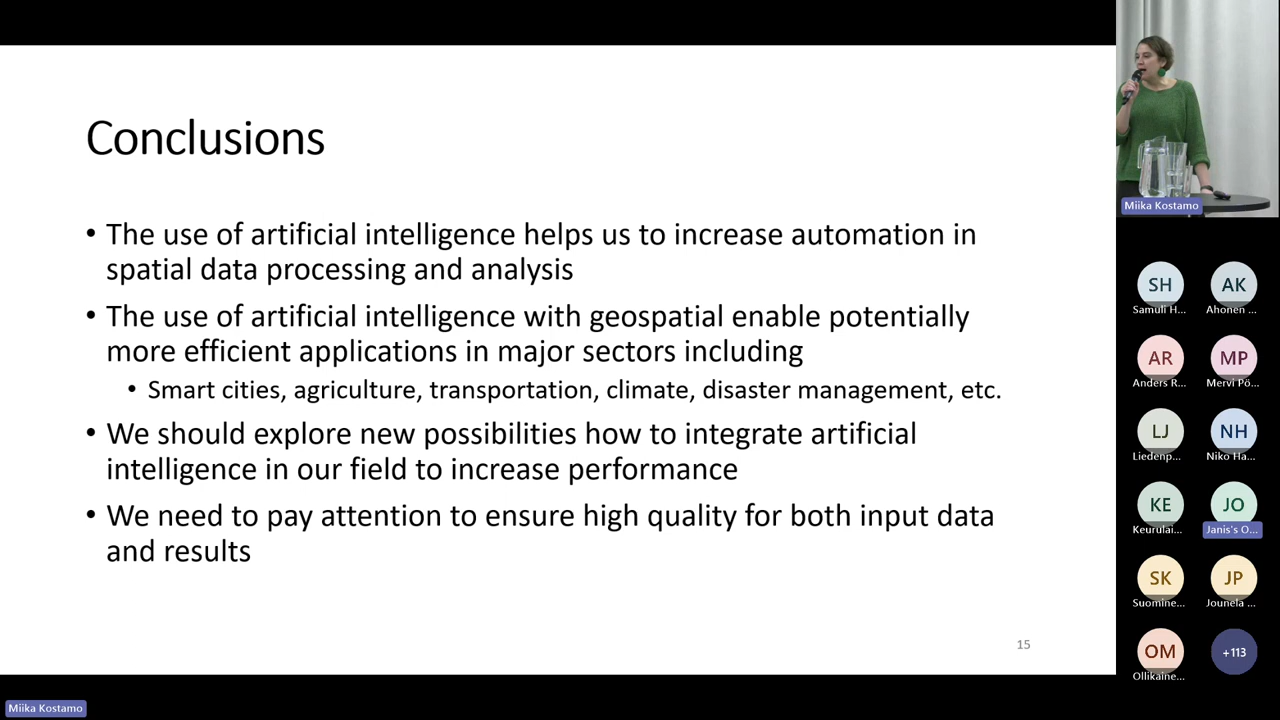 Conclusions
• The use of artificial intelligence helps us to increase automation in
spatial data processing and analysis
• The use of artificial intelligence with geospatial enable potentially
more efficient applications in major sectors including
• Smart cities, agriculture, transportation, climate, disaster management, etc.
• We should explore new possibilities how to integrate artificial
intelligence in our field to increase performance
• We need to pay attention to ensure high quality for both input data
and results
15
Miika Kostamo
Miika Kostamo
SH
AK
Samuli H...
Ahonen ...
AR
MP
Anders R...
Mervi Pö...
LJ
NH
Liedenp...
Niko Ha...
KE
JO
Keurulai...
Janis's O...
SK
JP
Suomine...
Jounela ...
OM
+113
Ollikaine...